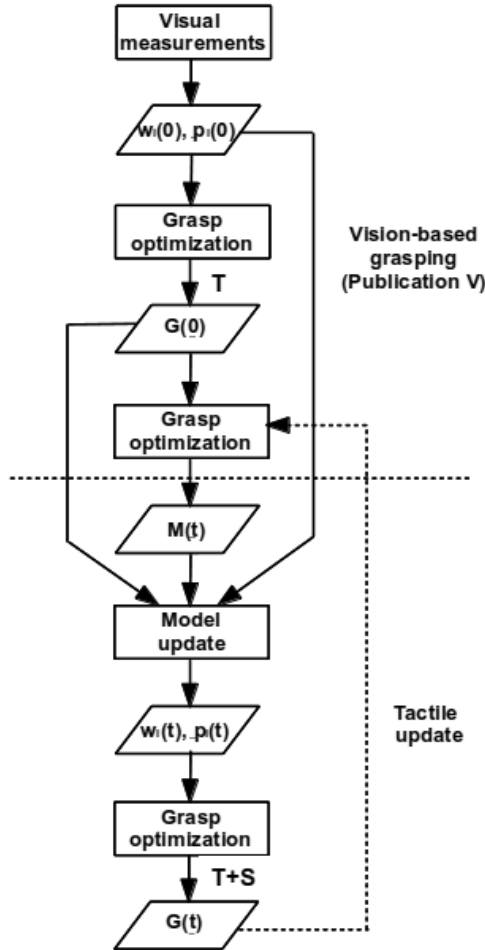 Visual
measurements
wᵢ(0), pᵢ(0)
Grasp
optimization
T
G(0)
Vision-based
grasping
(Publication V)
Grasp
optimization
M(t)
Model
update
wᵢ(t), pᵢ(t)
Tactile
update
Grasp
optimization
T+S
G(t)